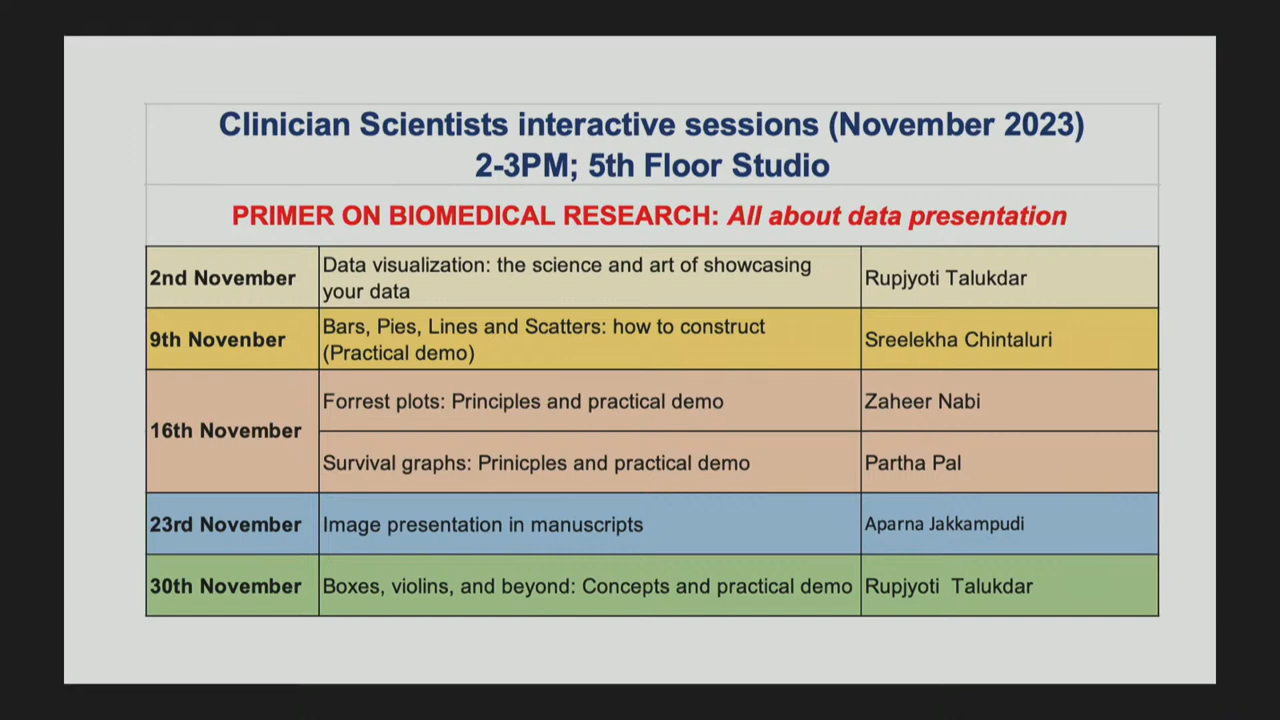 Clinician Scientists interactive sessions (November 2023)
2-3PM; 5th Floor Studio
PRIMER ON BIOMEDICAL RESEARCH: All about data presentation
2nd November
Data visualization: the science and art of showcasing
your data
Rupjyoti Talukdar
9th Novenber
Bars, Pies, Lines and Scatters: how to construct
(Practical demo)
Sreelekha Chintaluri
16th November
Forrest plots: Principles and practical demo
Zaheer Nabi
Survival graphs: Prinicples and practical demo
Partha Pal
23rd November
Image presentation in manuscripts
Aparna Jakkampudi
30th November
Boxes, violins, and beyond: Concepts and practical demo
Rupjyoti  Talukdar